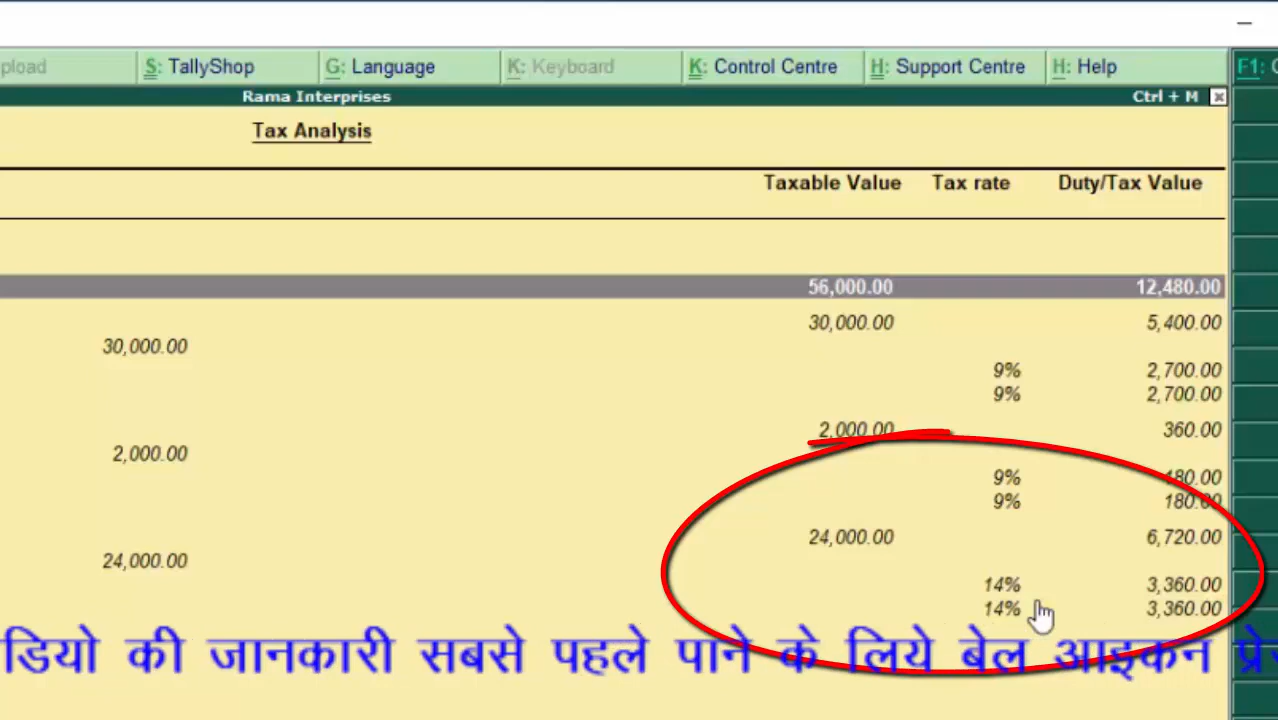 pload S: TallyShop G: Language K: Keyboard K: Control Centre H: Support Centre H: Help F1: C
Rama Interprises Ctrl + M
Tax Analysis
Taxable Value Tax rate Duty/Tax Value
56,000.00 12,480.00
30,000.00 5,400.00
30,000.00
9% 2,700.00
9% 2,700.00
2,000.00 360.00
2,000.00
9% 180.00
9% 180.00
24,000.00 6,720.00
24,000.00
14% 3,360.00
14% 3,360.00
डियो की जानकारी सबसे पहले पाने के लिये बेल आइकन प्रे